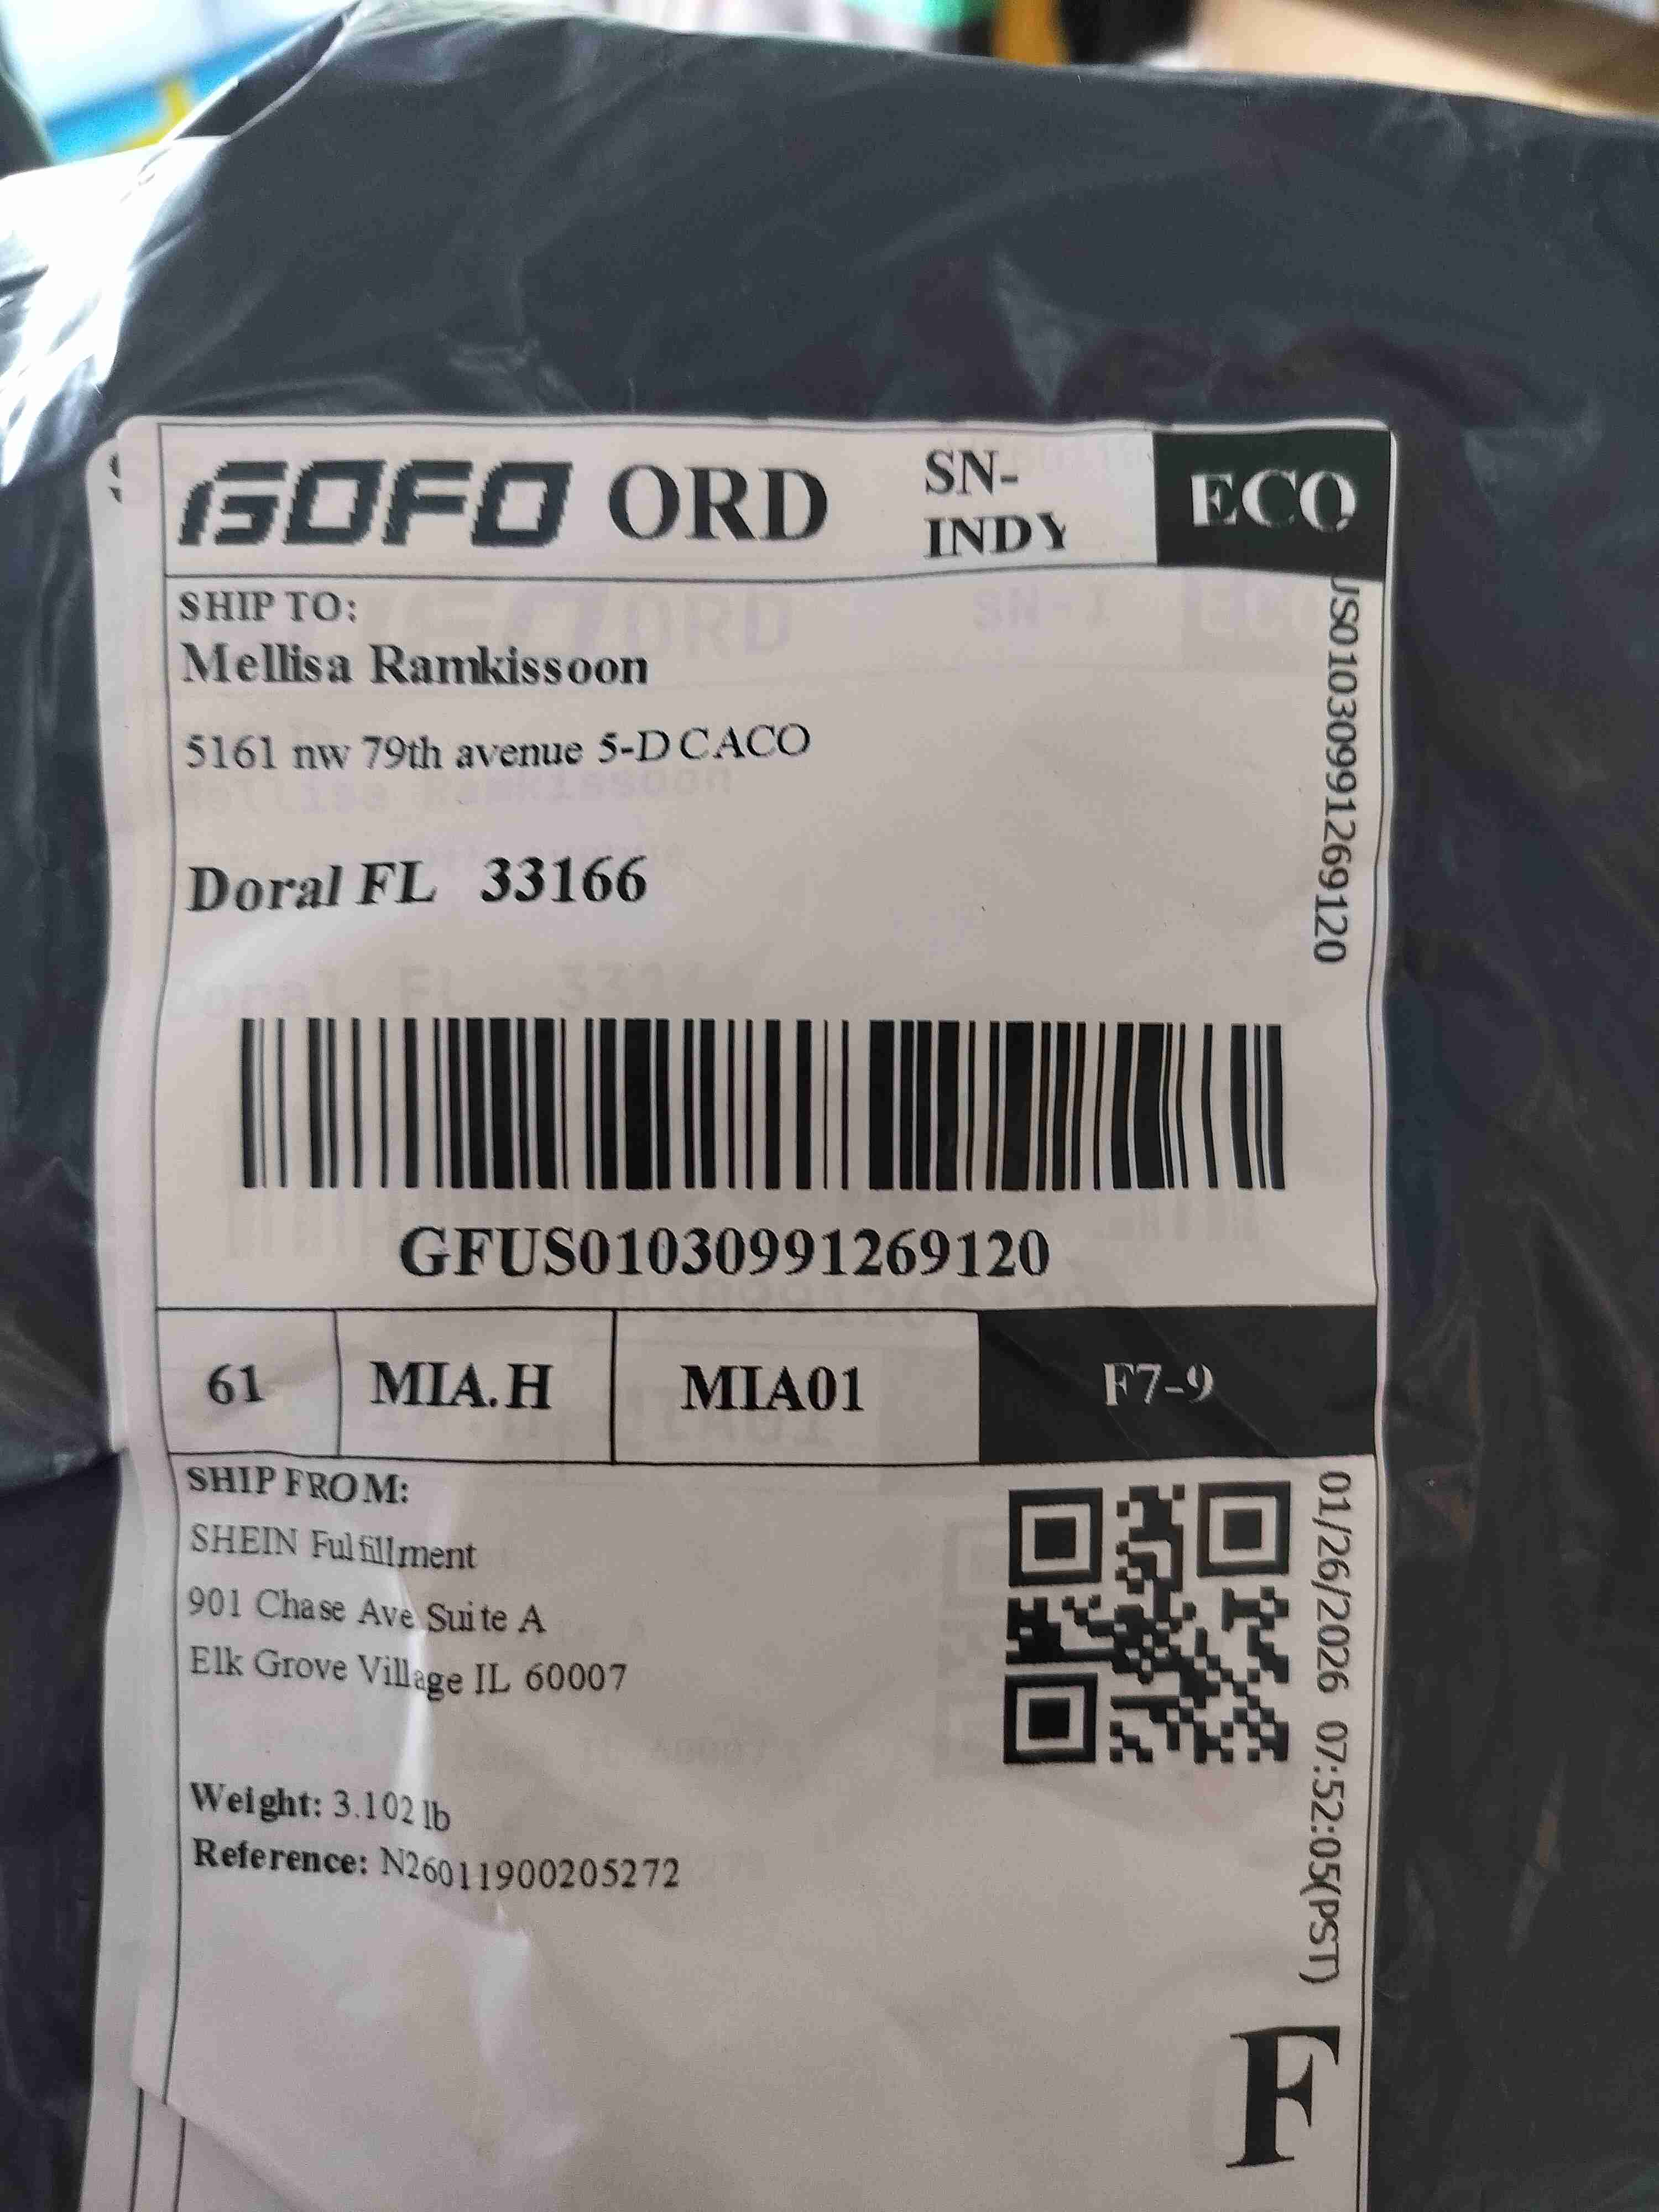 GOFO ORD
SN-
INDY
ECO
SHIP TO:
Mellisa Ramkissoon
5161 nw 79th avenue 5-D CACO
Doral FL 33166
US01030991269120
GFUS01030991269120
61
MIA.H
MIA01
F7-9
SHIP FROM:
SHEIN Fulfillment
901 Chase Ave Suite A
Elk Grove Village IL 60007
Weight: 3.102 lb
Reference: N26011900205272
01/26/2026 07:52:05(PST)
F